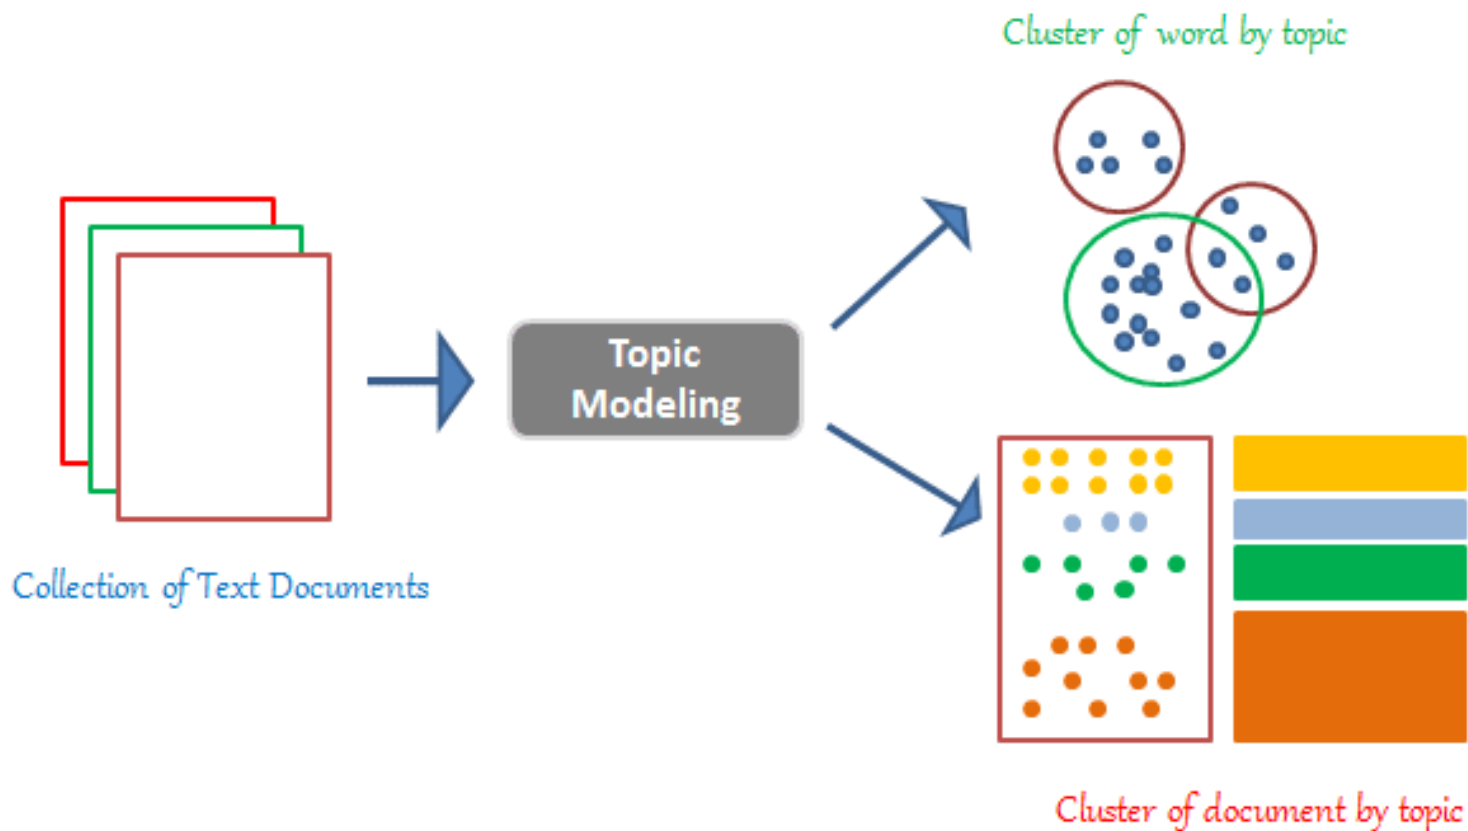 Cluster of word by topic
Topic
Modeling
Collection of Text Documents
Cluster of document by topic